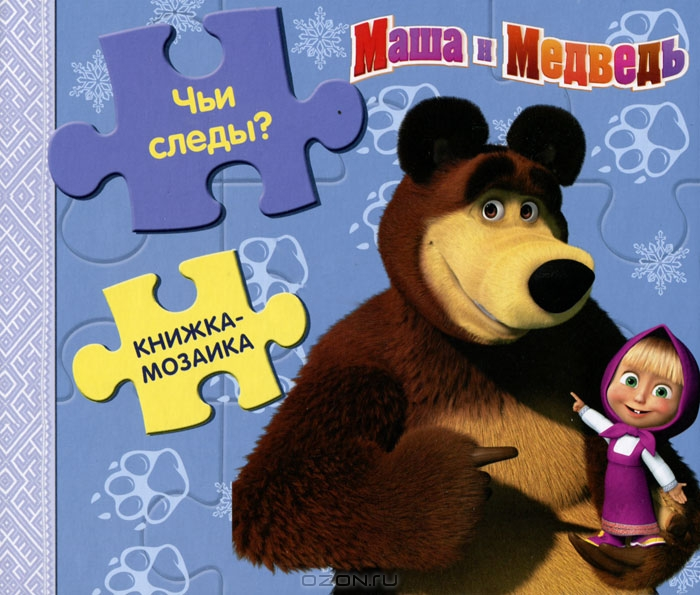 Маша и Медведь
Чьи
следы?
КНИЖКА-
МОЗАИКА
OZON.RU